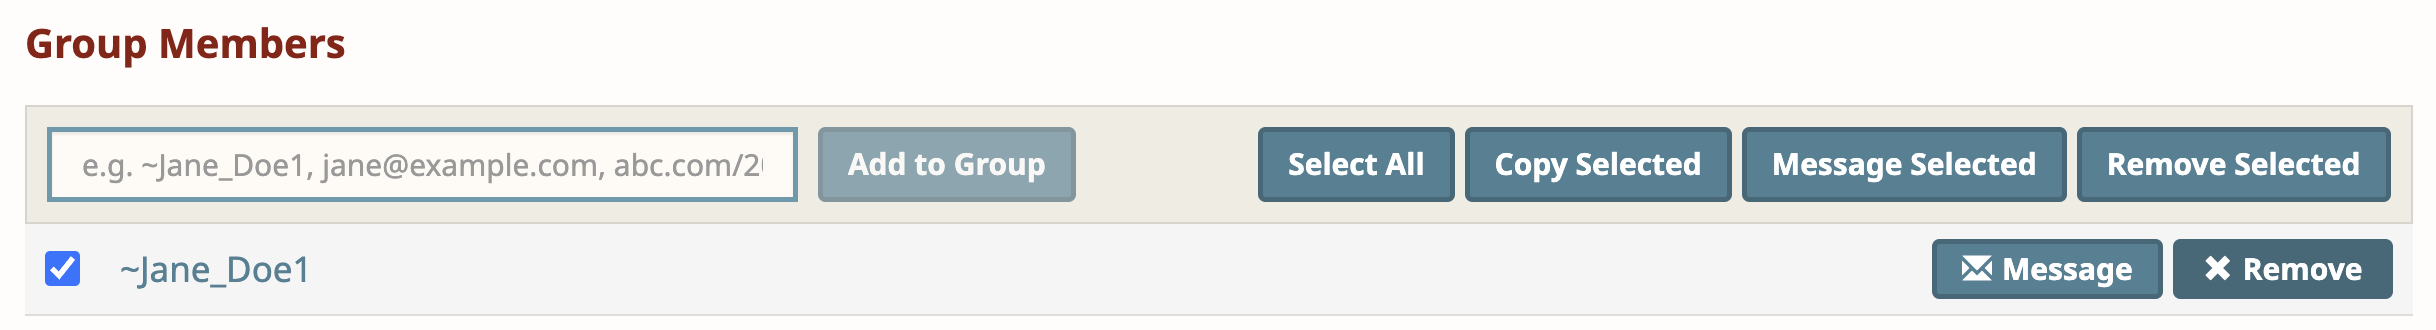 Group Members
e.g. ~Jane_Doe1, jane@example.com, abc.com/2 Add to Group Select All Copy Selected Message Selected Remove Selected
~Jane_Doe1 Message Remove